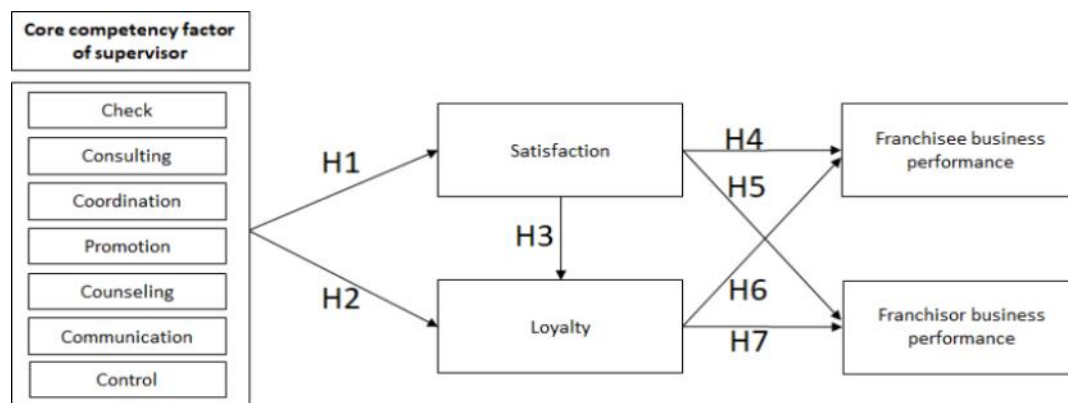 Core competency factor
of supervisor
Check
Consulting
Coordination
Promotion
Counseling
Communication
Control
H1
H2
Satisfaction
H3
Loyalty
H4
H5
H6
H7
Franchisee business
performance
Franchisor business
performance